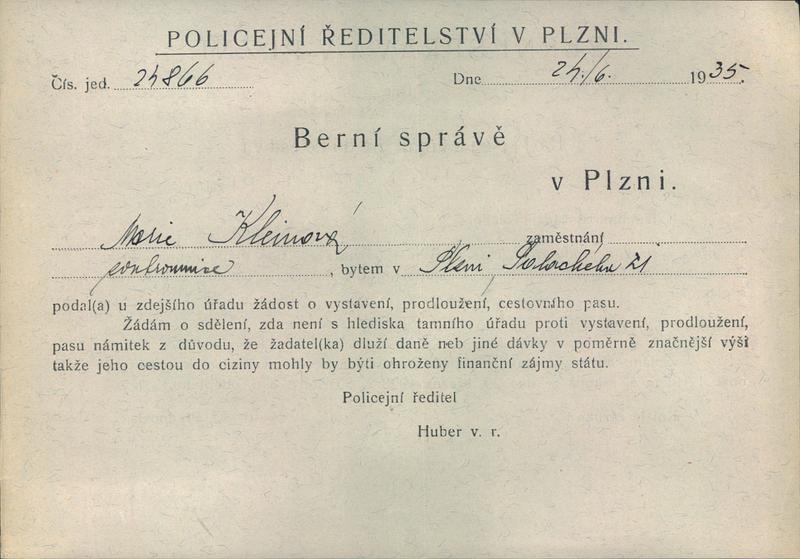 POLICEJNÍ ŘEDITELSTVÍ V PLZNI.
Čís. jed. 24866 Dne 24./6. 1935.
Berní správě
v Plzni.
Marie Kleinová zaměstnání
soukromnice, bytem v Plzni, Palackého 21
podal(a) u zdejšího úřadu žádost o vystavení, prodloužení, cestovního pasu.
Žádám o sdělení, zda není s hlediska tamního úřadu proti vystavení, prodloužení,
pasu námitek z důvodu, že žadatel(ka) dluží daně neb jiné dávky v poměrně značnější výši
takže jeho cestou do ciziny mohly by býti ohroženy finanční zájmy státu.
Policejní ředitel
Huber v. r.